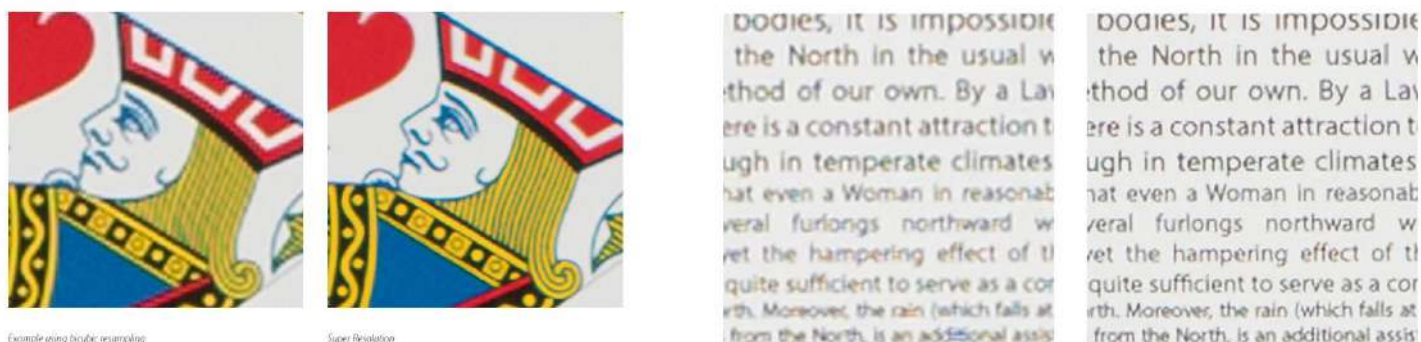 Example using bicubic resampling
Super Resolution
bodies, it is impossible
the North in the usual w
thod of our own. By a Law
ere is a constant attraction t
ugh in temperate climates
hat even a Woman in reasonab
veral furlongs northward w
yet the hampering effect of th
quite sufficient to serve as a cor
rth. Moreover, the rain (which falls at
from the North, is an additional assis
bodies, it is impossible
the North in the usual w
thod of our own. By a Law
ere is a constant attraction t
ugh in temperate climates
hat even a Woman in reasonab
veral furlongs northward w
yet the hampering effect of th
quite sufficient to serve as a cor
rth. Moreover, the rain (which falls at
from the North, is an additional assis